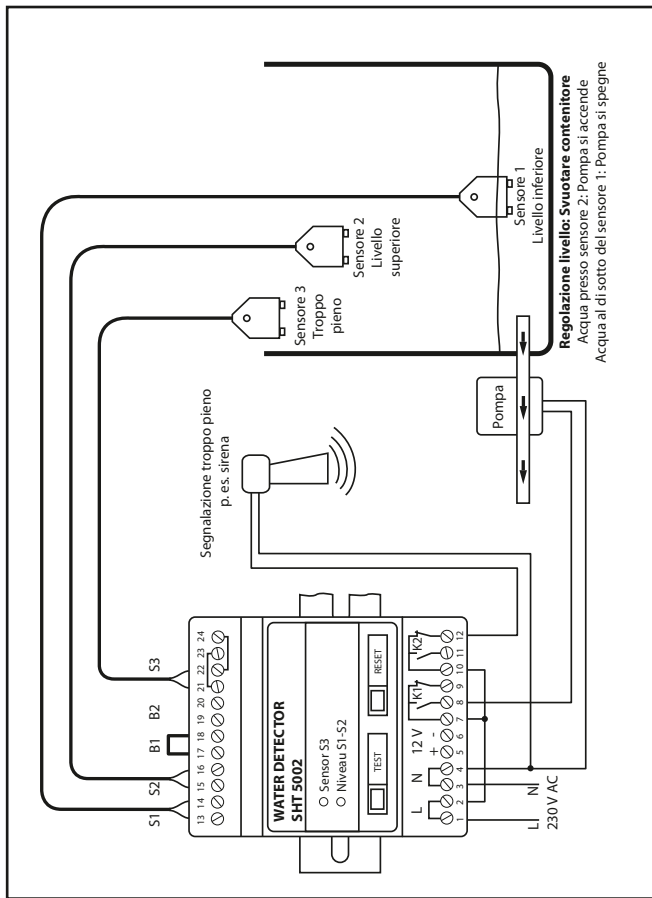 Sensore 1
Livello inferiore
Sensore 2
Livello
superiore
Sensore 3
Troppo
pieno
Regolazione livello: Svuotare contenitore
Acqua presso sensore 2: Pompa si accende
Acqua al di sotto del sensore 1: Pompa si spegne
Pompa
Segnalazione troppo pieno
p. es. sirena
S1 S2 B1 B2 S3
13 14 15 16 17 18 19 20 21 22 23 24
WATER DETECTOR
SHT 5002
Sensor S3
Niveau S1-S2
TEST
RESET
L N 12 V K1 K2
+ -
1 2 3 4 5 6 7 8 9 10 11 12
L N
230 V AC